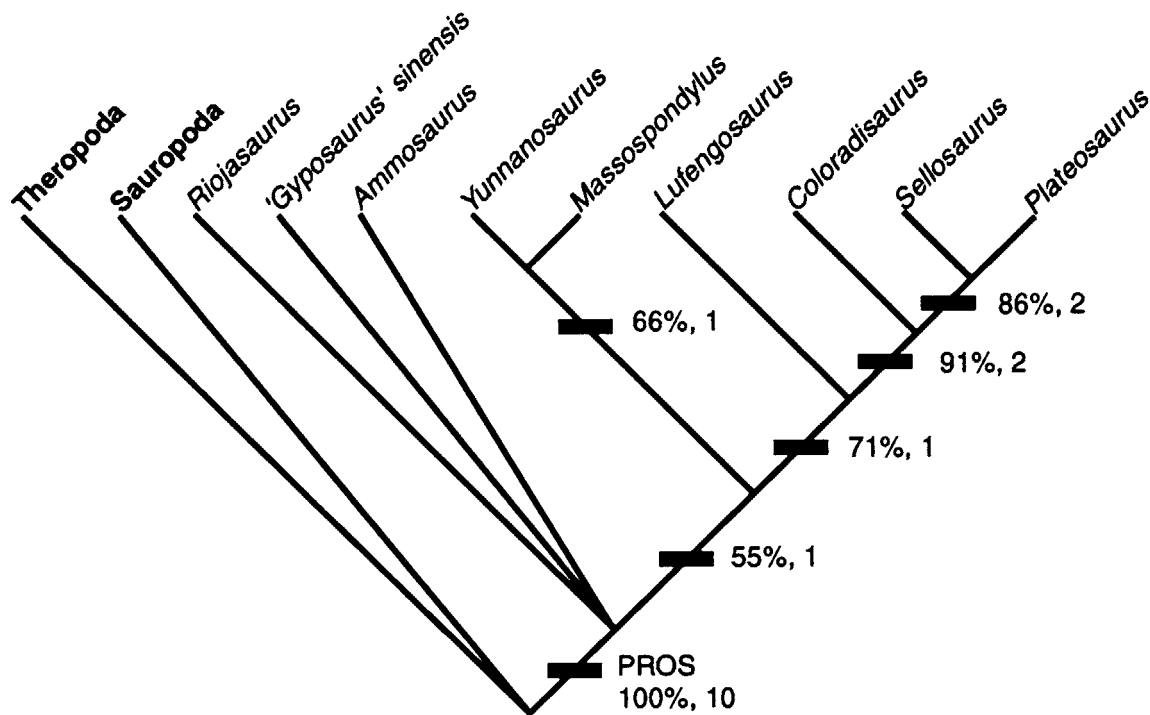 Theropoda
Sauropoda
Riojasaurus
'Gyposaurus' sinensis
Ammosaurus
Yunnanosaurus
Massospondylus
Lufengosaurus
Coloradisaurus
Sellosaurus
Plateosaurus
86%, 2
66%, 1
91%, 2
71%, 1
55%, 1
PROS
100%, 10